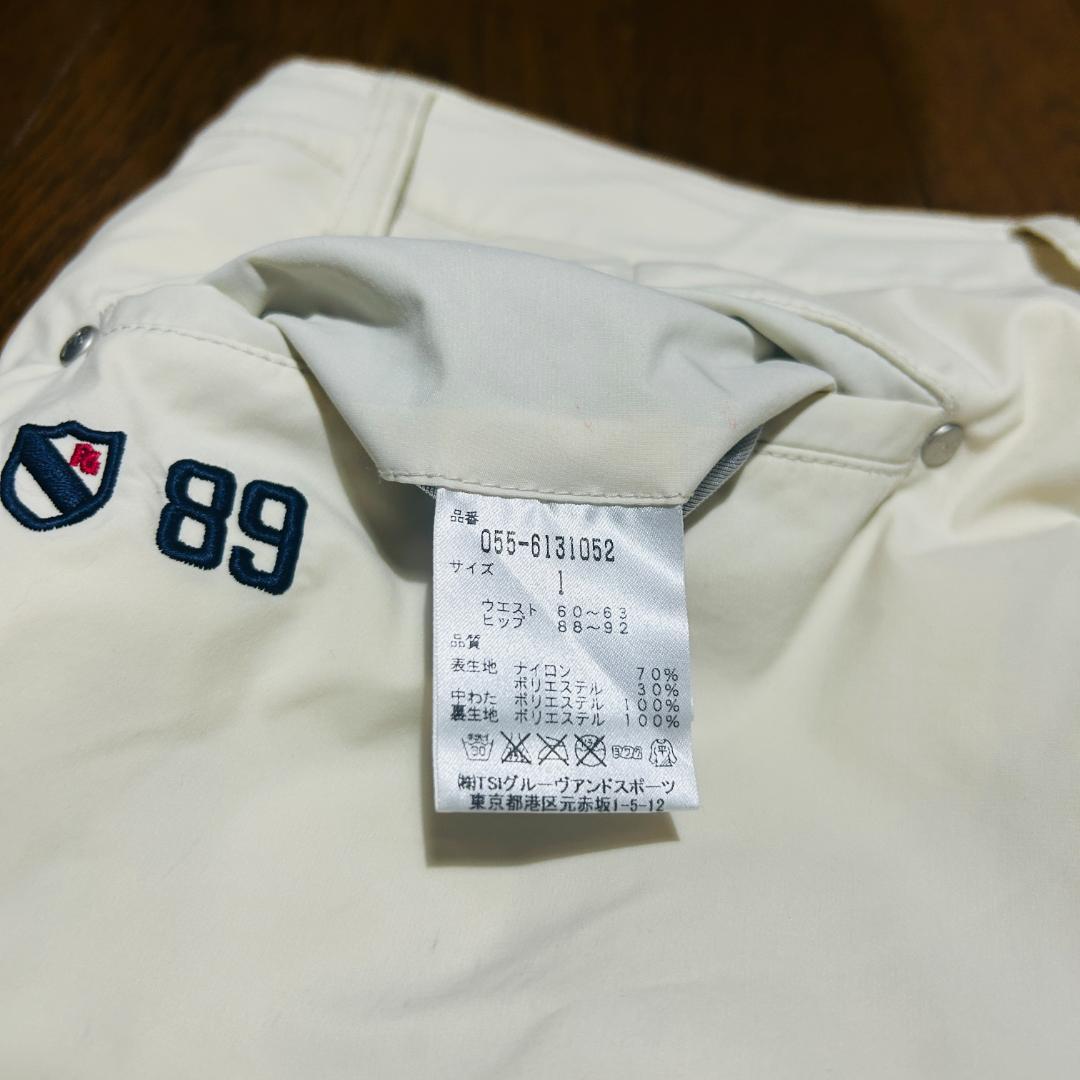 PG
89
品番
055-6131052
サイズ
1
ウエスト 60~63
ヒップ 88~92
品質
表生地 ナイロン 70%
ポリエステル 30%
中わた ポリエステル 100%
裏生地 ポリエステル 100%
30 平
㈱TSIグルーヴアンドスポーツ
東京都港区元赤坂1-5-12